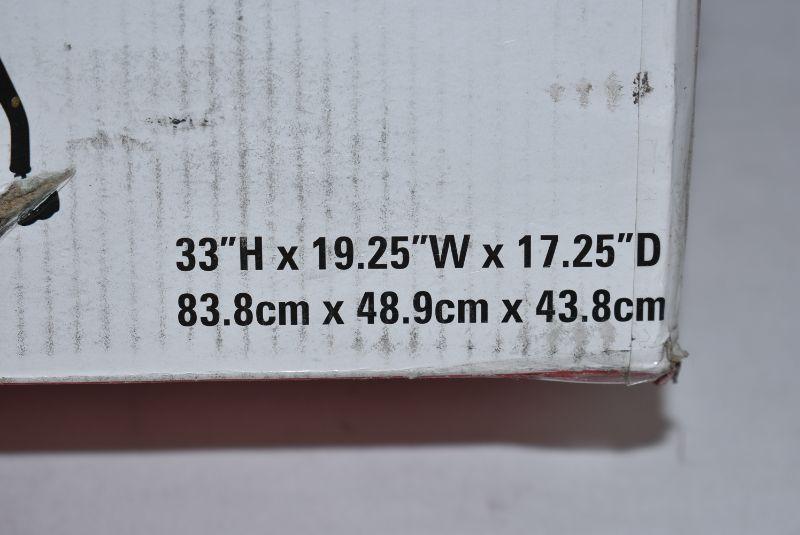 33"H x 19.25"W x 17.25"D
83.8cm x 48.9cm x 43.8cm